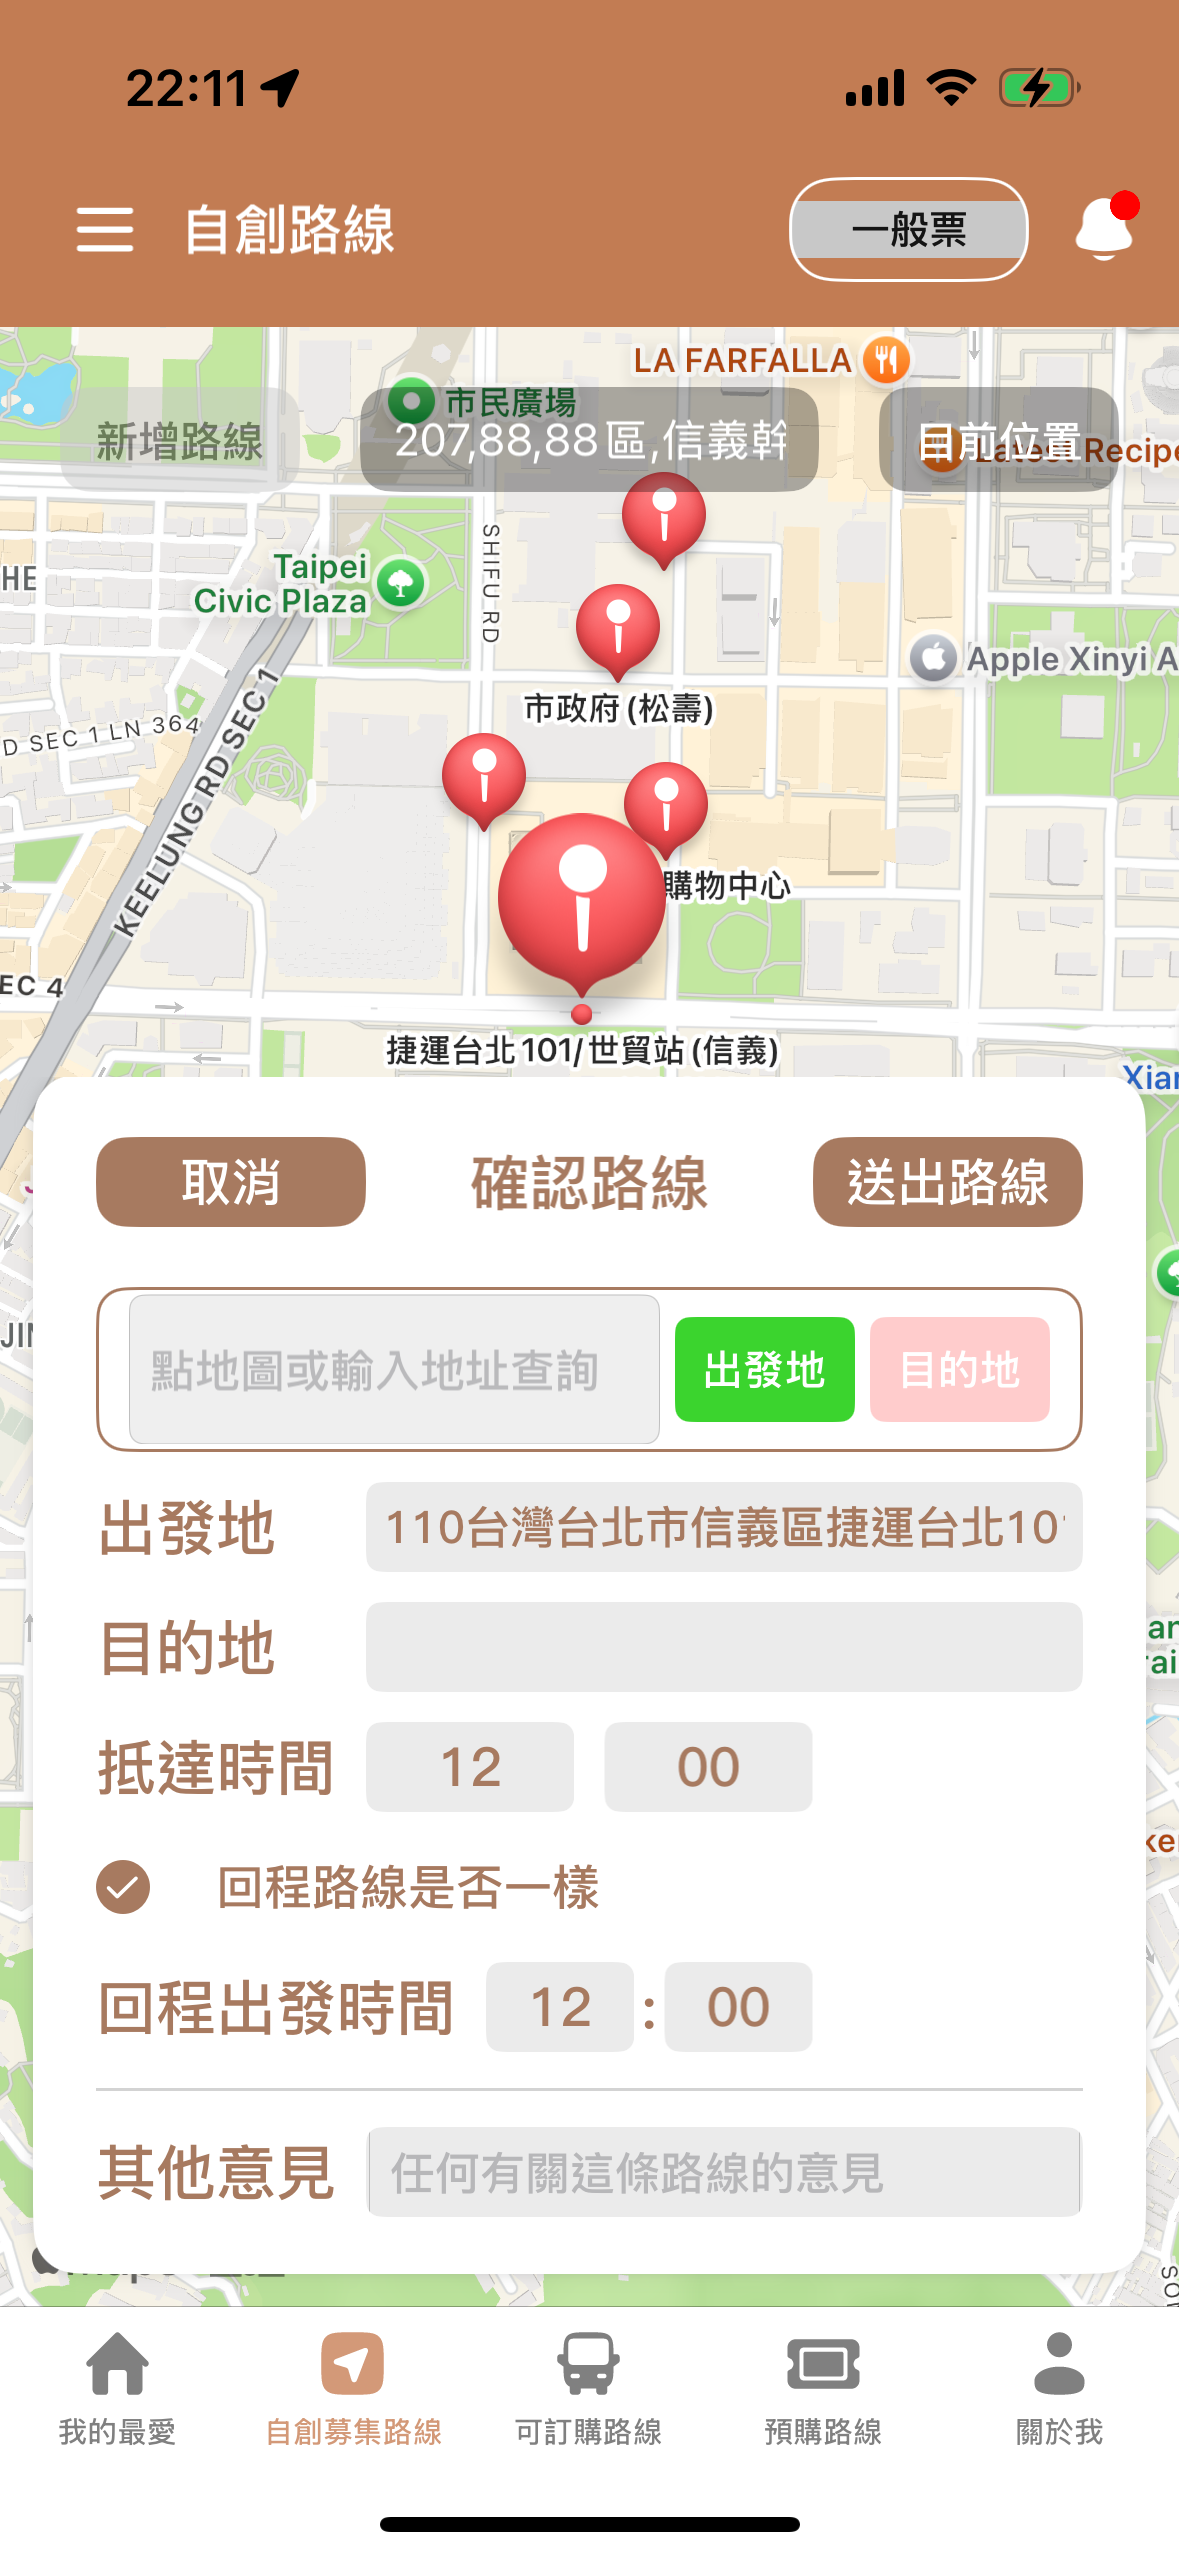 22:11
自創路線
一般票
LA FARFALLA
市民廣場
新增路線
207,88,88區,信義幹
目前位置
Latest Recipe
SHIFU RD
Taipei
Civic Plaza
Apple Xinyi A
市政府(松壽)
D SEC 1 LN 364
KEELUNG RD SEC 1
購物中心
EC 4
捷運台北101/世貿站(信義)
Xian
取消
確認路線
送出路線
點地圖或輸入地址查詢
出發地
目的地
出發地
110台灣台北市信義區捷運台北10
目的地
抵達時間
12
00
回程路線是否一樣
回程出發時間
12 : 00
其他意見
任何有關這條路線的意見
我的最愛
自創募集路線
可訂購路線
預購路線
關於我